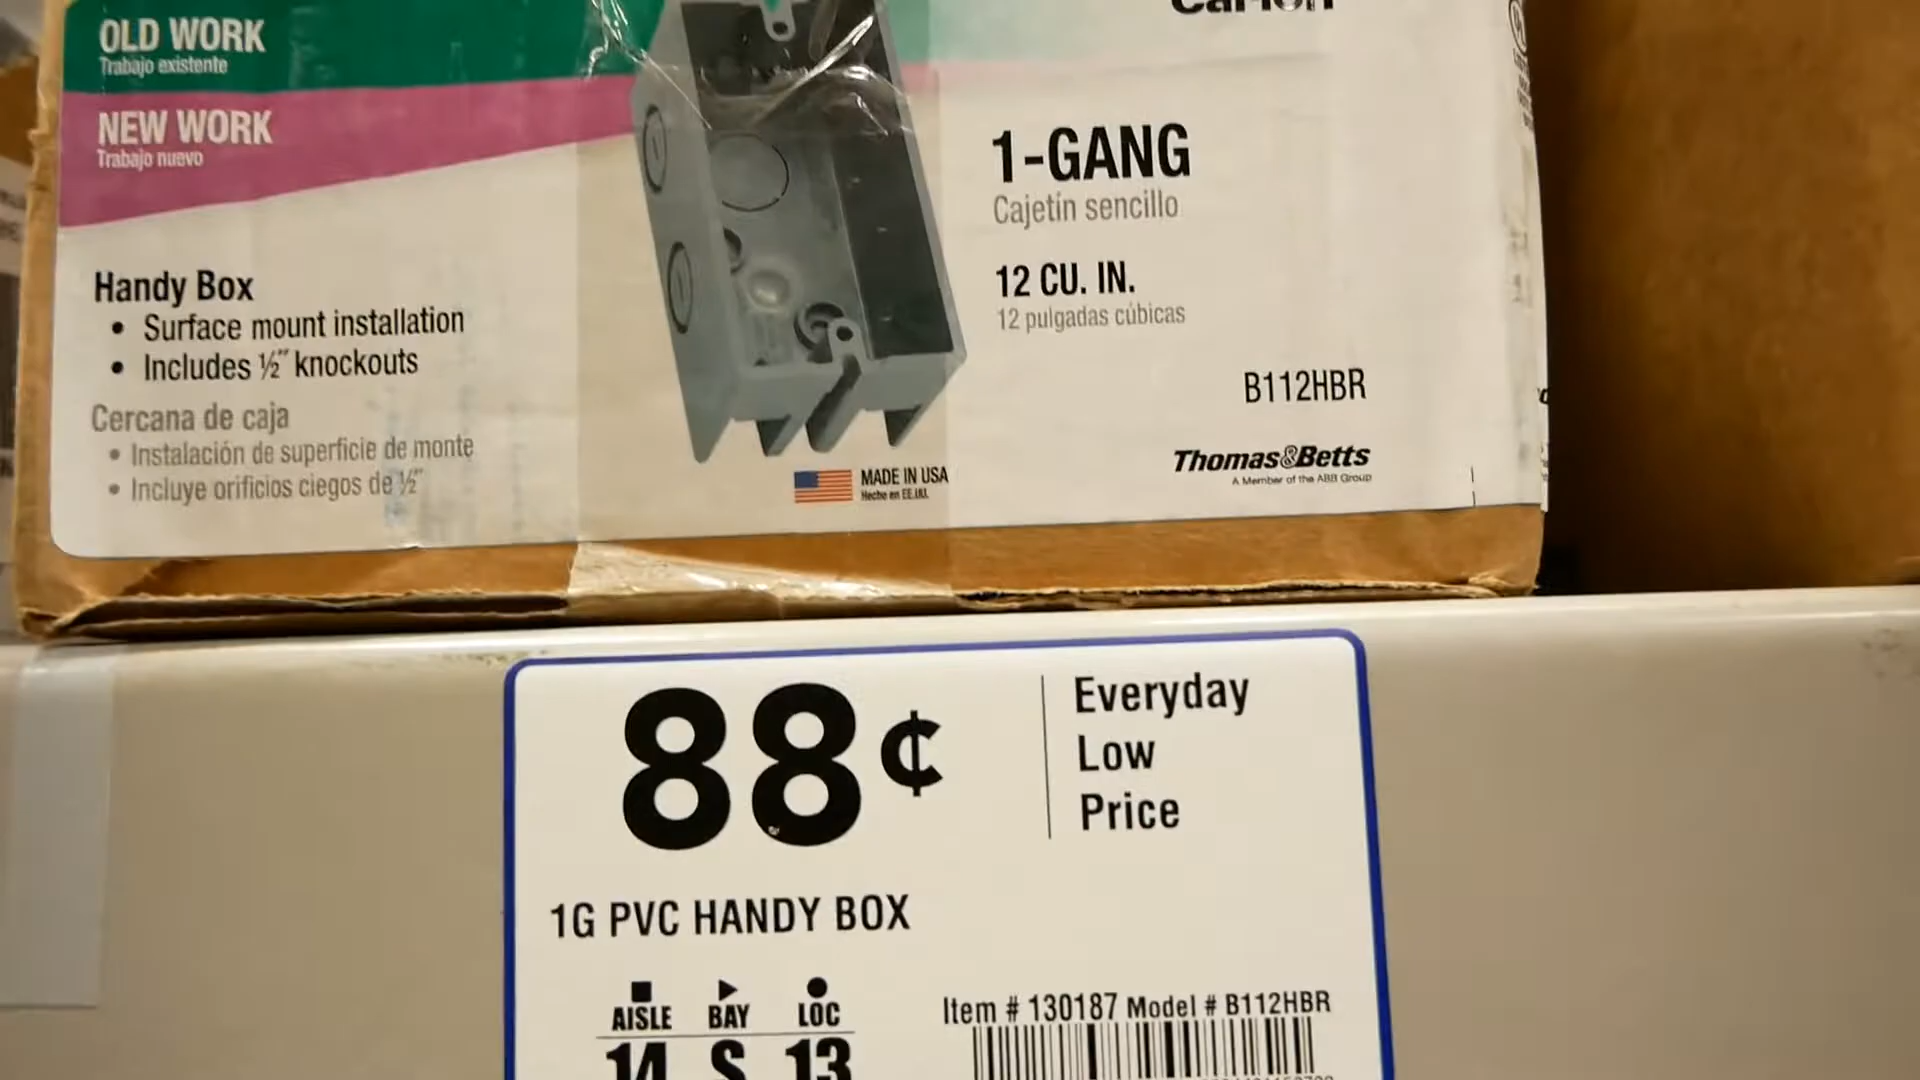 OLD WORK
Trabajo existente
NEW WORK
Trabajo nuevo
Handy Box
• Surface mount installation
• Includes ½" knockouts
Cercana de caja
• Instalación de superficie de monte
• Incluye orificios ciegos de ½"
MADE IN USA
Hecho en EE.UU.
Carlon
1-GANG
Cajetín sencillo
12 CU. IN.
12 pulgadas cúbicas
B112HBR
Thomas&Betts
A Member of the ABB Group
88¢
Everyday
Low
Price
1G PVC HANDY BOX
AISLE BAY LOC
14 S 13
Item # 130187 Model # B112HBR